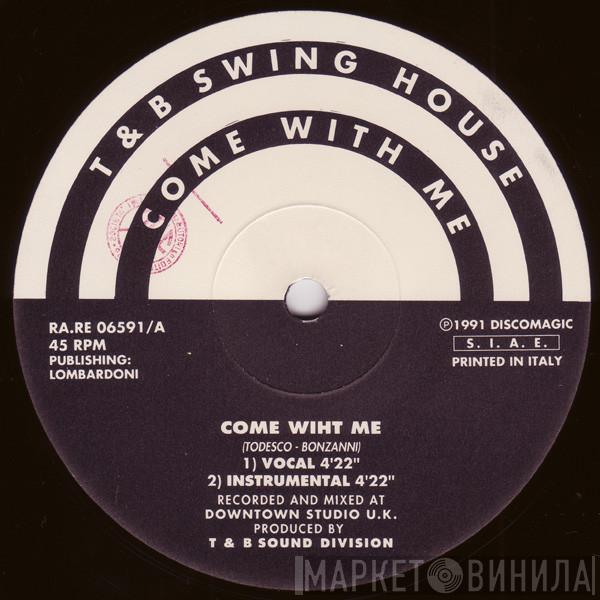 T & B SWING HOUSE
COME WITH ME
RA.RE 06591/A
45 RPM
PUBLISHING:
LOMBARDONI
℗1991 DISCOMAGIC
S. I. A. E.
PRINTED IN ITALY
COME WIHT ME
(TODESCO - BONZANNI)
1) VOCAL 4'22"
2) INSTRUMENTAL 4'22"
RECORDED AND MIXED AT
DOWNTOWN STUDIO U.K.
PRODUCED BY
T & B SOUND DIVISION
МАРКЕТ ВИНИЛА